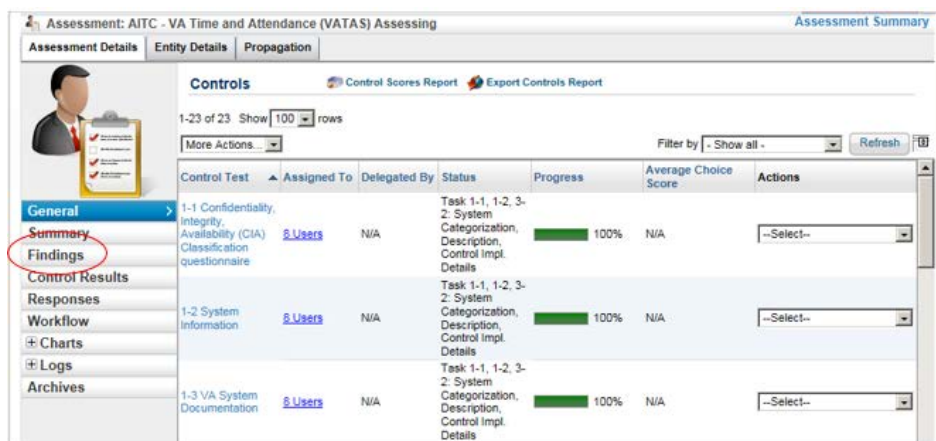 Assessment: AITC - VA Time and Attendance (VATAS) Assessing
Assessment Summary
Assessment Details Entity Details Propagation
Controls Control Scores Report Export Controls Report
1-23 of 23 Show 100 rows
More Actions... Filter by - Show all - Refresh
Control Test Assigned To Delegated By Status Progress Average Choice Score Actions
General
Summary
Findings
Control Results
Responses
Workflow
Charts
Logs
Archives
1-1 Confidentiality,
Integrity,
Availability (CIA)
Classification
questionnaire
8 Users
N/A
Task 1-1, 1-2, 3-
2: System
Categorization,
Description,
Control Impl.
Details
100%
N/A
--Select--
1-2 System
Information
8 Users
N/A
Task 1-1, 1-2, 3-
2: System
Categorization,
Description,
Control Impl.
Details
100%
N/A
--Select--
1-3 VA System
Documentation
8 Users
N/A
Task 1-1, 1-2, 3-
2: System
Categorization,
Description,
Control Impl.
Details
100%
N/A
--Select--